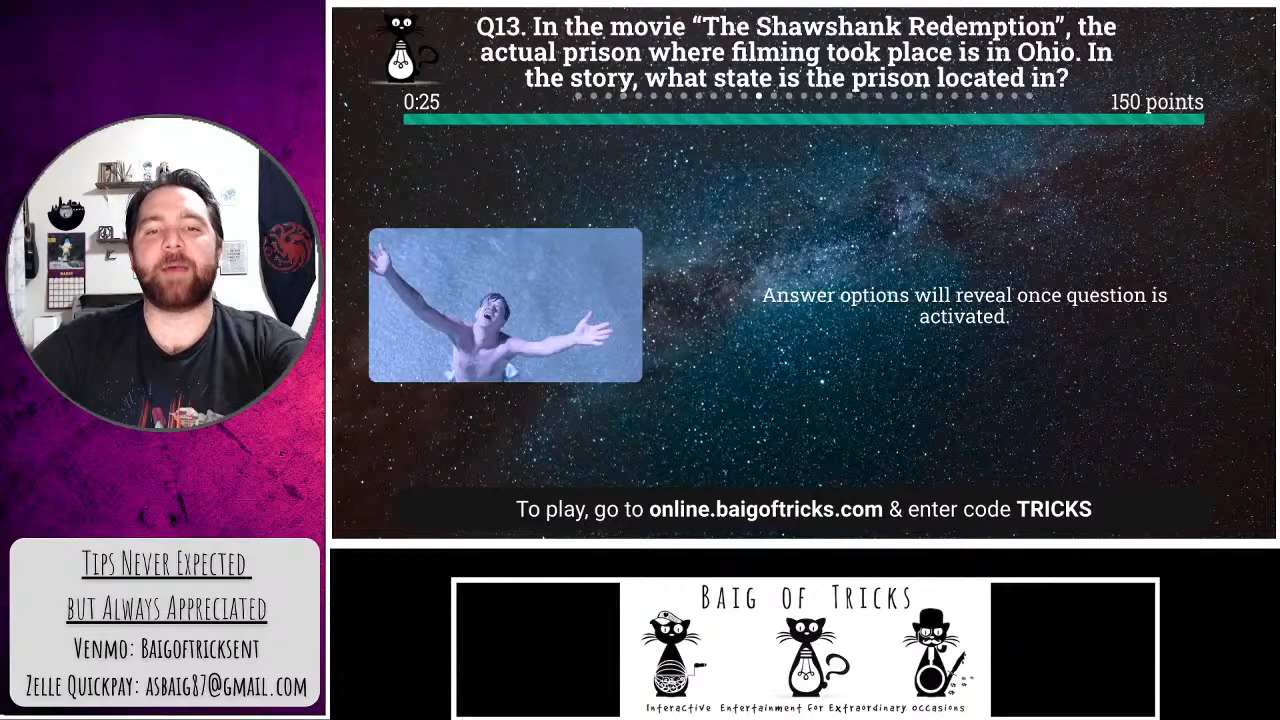 Q13. In the movie “The Shawshank Redemption”, the
actual prison where filming took place is in Ohio. In
the story, what state is the prison located in?
0:25
150 points
Answer options will reveal once question is
activated.
To play, go to online.baigoftricks.com & enter code TRICKS
Tips Never Expected
but Always Appreciated
Venmo: Baigoftricksent
Zelle Quickpay: asbaig87@gmail.com
Baig of Tricks
Interactive Entertainment for Extraordinary Occasions